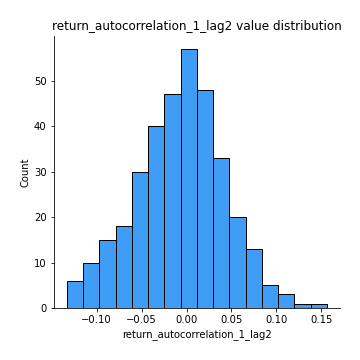 return_autocorrelation_1_lag2 value distribution
50
40
30
20
10
0
Count
−0.10 −0.05 0.00 0.05 0.10 0.15
return_autocorrelation_1_lag2